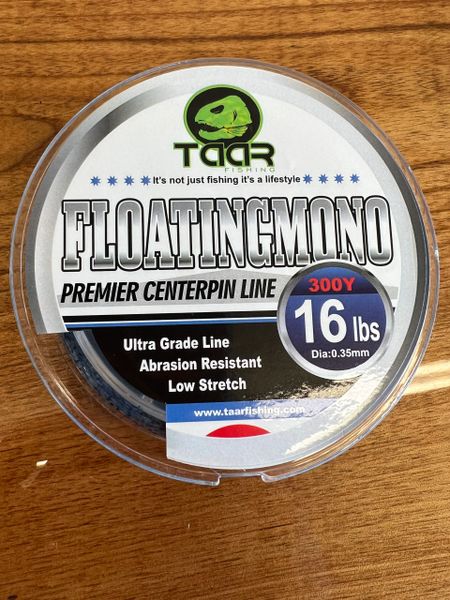 TAAR
FISHING
It's not just fishing it's a lifestyle
FLOATINGMONO
PREMIER CENTERPIN LINE
300Y
16 lbs
Dia:0.35mm
Ultra Grade Line
Abrasion Resistant
Low Stretch
www.taarfishing.com